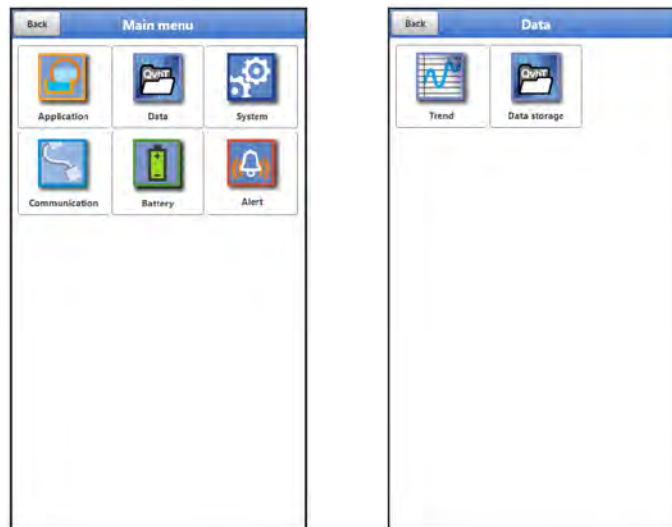 Back
Main menu
Application
Data
System
Communication
Battery
Alert
Back
Data
Trend
Data storage